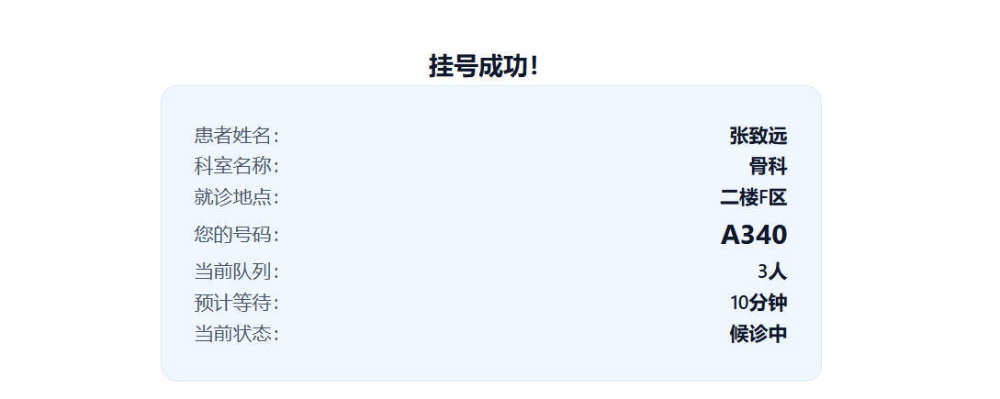 挂号成功！
患者姓名： 张致远
科室名称： 骨科
就诊地点： 二楼F区
您的号码： A340
当前队列： 3人
预计等待： 10分钟
当前状态： 候诊中